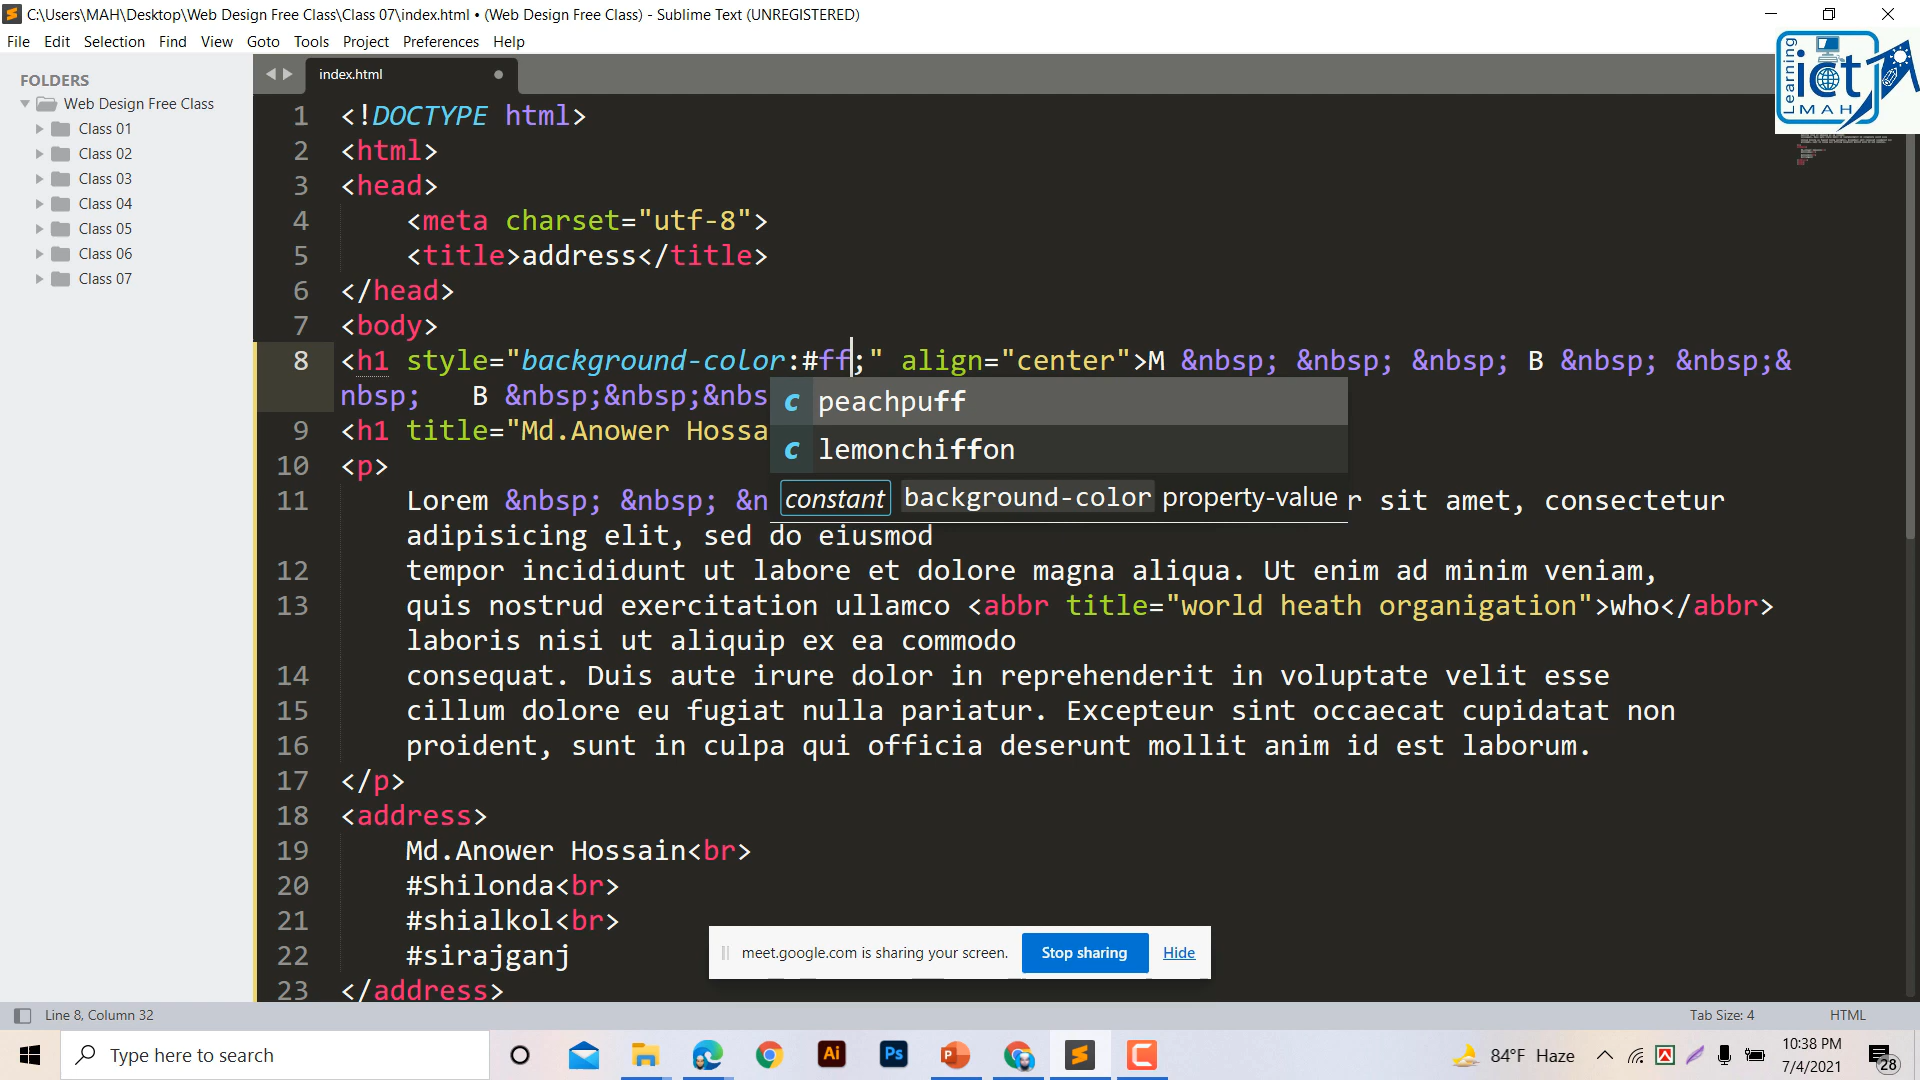 C:\Users\MAH\Desktop\Web Design Free Class\Class 07\index.html • (Web Design Free Class) - Sublime Text (UNREGISTERED)
File Edit Selection Find View Goto Tools Project Preferences Help
Learning
ict
MAH
FOLDERS
Web Design Free Class
Class 01
Class 02
Class 03
Class 04
Class 05
Class 06
Class 07
index.html
1 <!DOCTYPE html>
2 <html>
3 <head>
4 <meta charset="utf-8">
5 <title>address</title>
6 </head>
7 <body>
8 <h1 style="background-color:#ff;" align="center">M &nbsp; &nbsp; &nbsp; B &nbsp; &nbsp;&
nbsp; B &nbsp;&nbsp;&nbs
peachpuff
lemonchiffon
constant background-color property-value
9 <h1 title="Md.Anower Hossa
10 <p>
11 Lorem &nbsp; &nbsp; &n r sit amet, consectetur
adipisicing elit, sed do eiusmod
12 tempor incididunt ut labore et dolore magna aliqua. Ut enim ad minim veniam,
13 quis nostrud exercitation ullamco <abbr title="world heath organigation">who</abbr>
laboris nisi ut aliquip ex ea commodo
14 consequat. Duis aute irure dolor in reprehenderit in voluptate velit esse
15 cillum dolore eu fugiat nulla pariatur. Excepteur sint occaecat cupidatat non
16 proident, sunt in culpa qui officia deserunt mollit anim id est laborum.
17 </p>
18 <address>
19 Md.Anower Hossain<br>
20 #Shilonda<br>
21 #shialkol<br>
22 #sirajganj
23 </address>
meet.google.com is sharing your screen. Stop sharing Hide
Line 8, Column 32 Tab Size: 4 HTML
Type here to search
Ai
Ps
84°F Haze
10:38 PM
7/4/2021
28